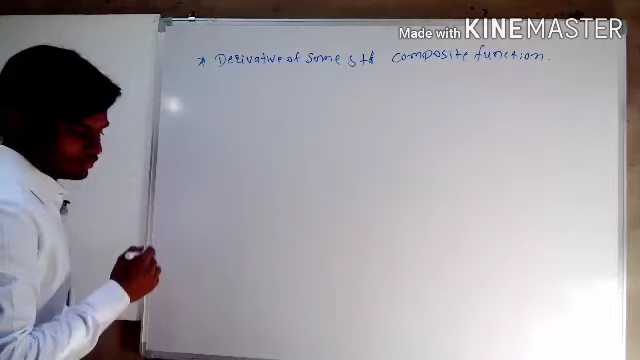 Made with KINEMASTER
* Derivative of some std composite function.